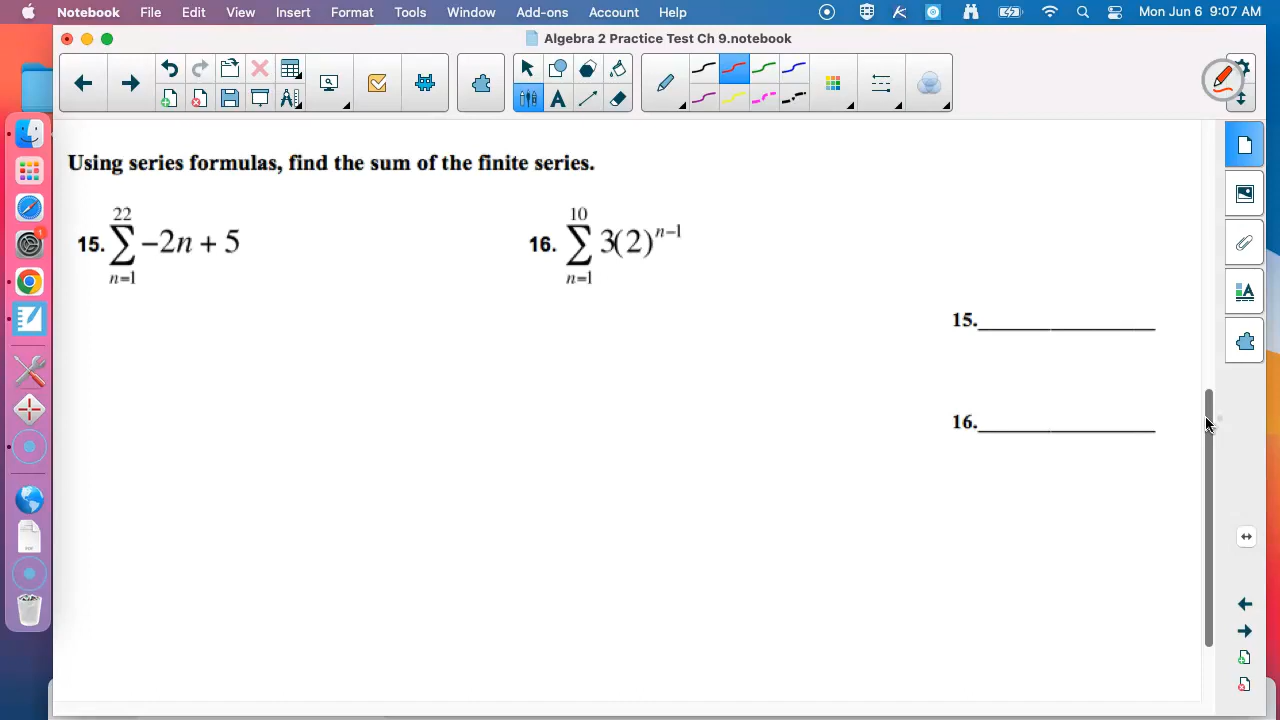 Notebook File Edit View Insert Format Tools Window Add-ons Account Help Mon Jun 6 9:07 AM
Algebra 2 Practice Test Ch 9.notebook
Using series formulas, find the sum of the finite series.
22
15. ∑ −2n + 5
n=1
10
16. ∑ 3(2)^{n−1}
n=1
15.__________________
16.__________________